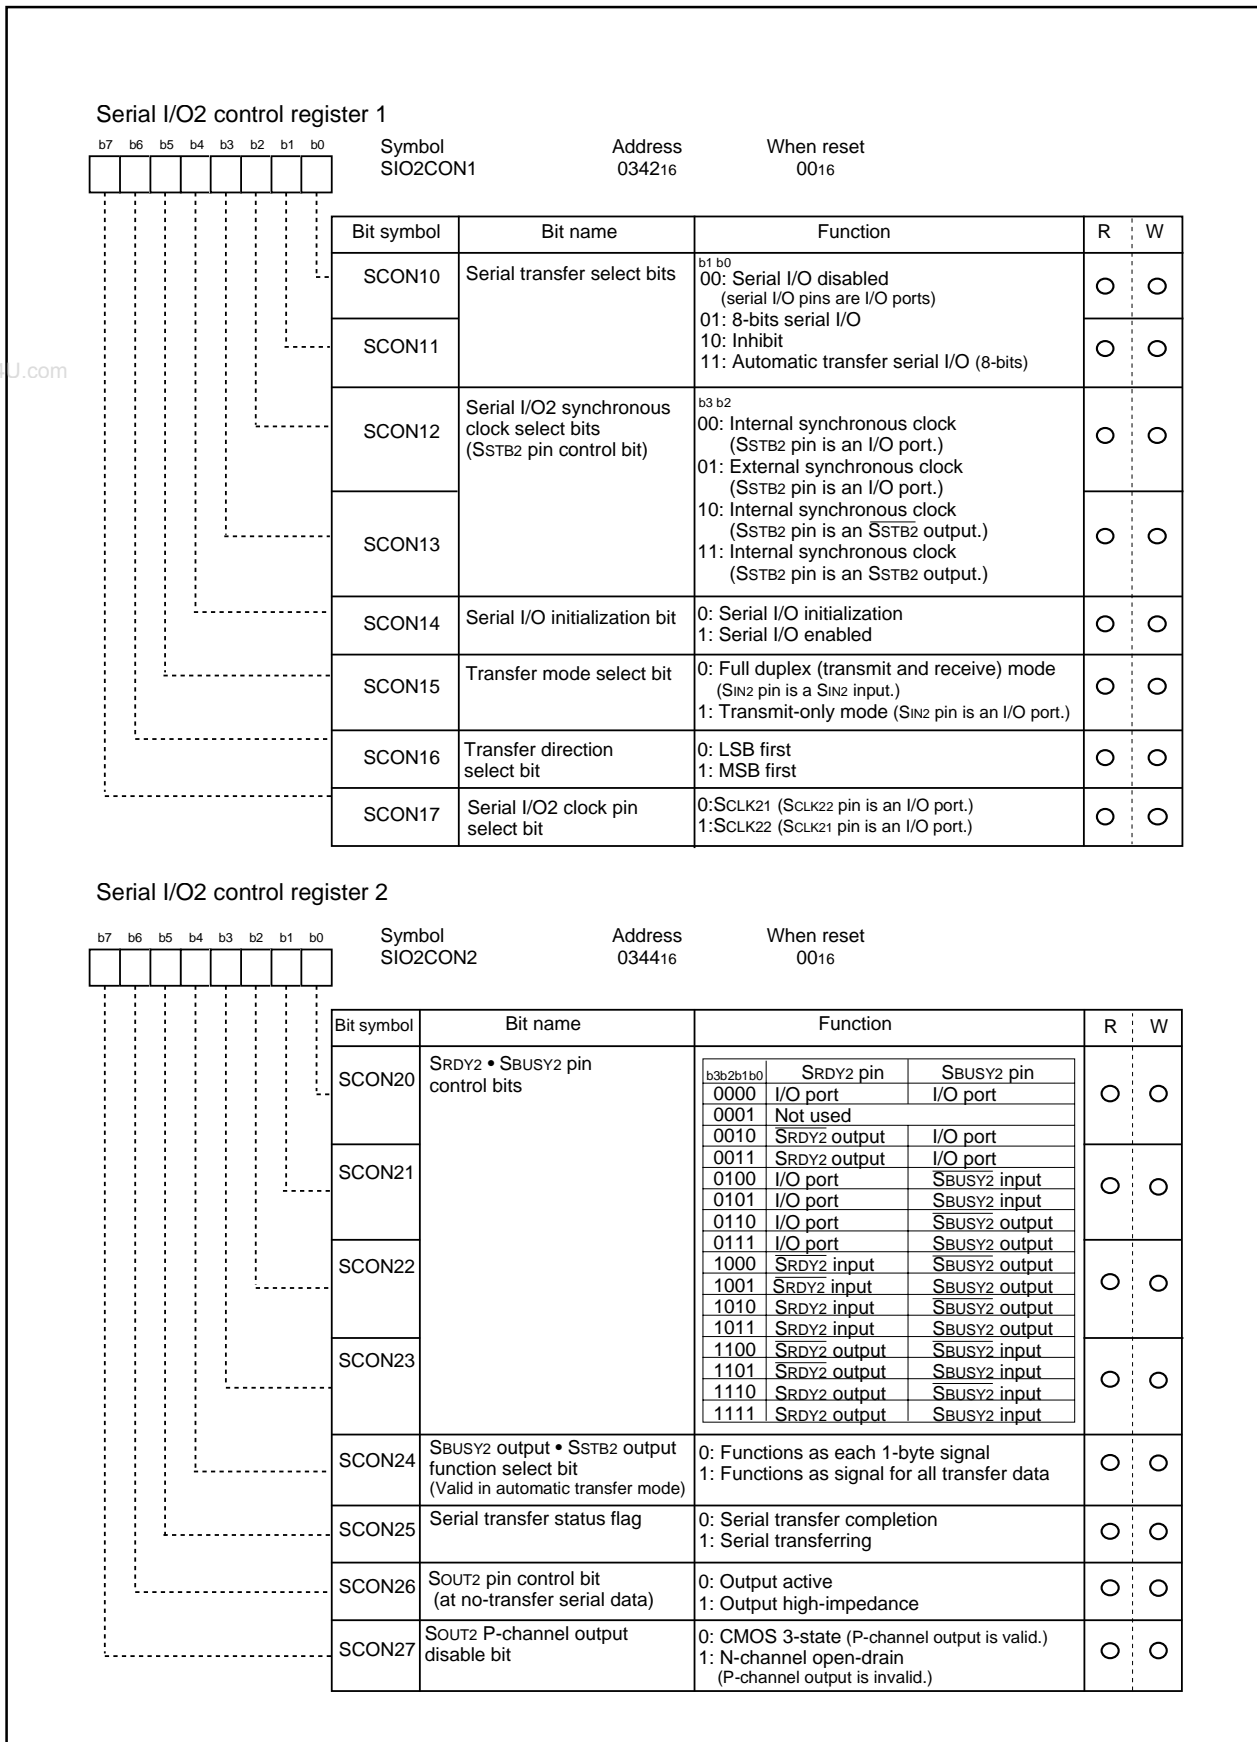 Serial I/O2 control register 1
b7 b6 b5 b4 b3 b2 b1 b0
Symbol Address When reset
SIO2CON1 034216 0016
Bit symbol Bit name Function R W
SCON10 Serial transfer select bits
b1 b0
00: Serial I/O disabled
(serial I/O pins are I/O ports)
01: 8-bits serial I/O
SCON11
10: Inhibit
11: Automatic transfer serial I/O (8-bits)
4U.com
SCON12
Serial I/O2 synchronous
clock select bits
(SSTB2 pin control bit)
b3 b2
00: Internal synchronous clock
(SSTB2 pin is an I/O port.)
01: External synchronous clock
(SSTB2 pin is an I/O port.)
SCON13
10: Internal synchronous clock
(SSTB2 pin is an S̅S̅T̅B̅2̅ output.)
11: Internal synchronous clock
(SSTB2 pin is an SSTB2 output.)
SCON14 Serial I/O initialization bit
0: Serial I/O initialization
1: Serial I/O enabled
SCON15 Transfer mode select bit
0: Full duplex (transmit and receive) mode
(SIN2 pin is a SIN2 input.)
1: Transmit-only mode (SIN2 pin is an I/O port.)
SCON16
Transfer direction
select bit
0: LSB first
1: MSB first
SCON17
Serial I/O2 clock pin
select bit
0:SCLK21 (SCLK22 pin is an I/O port.)
1:SCLK22 (SCLK21 pin is an I/O port.)
Serial I/O2 control register 2
b7 b6 b5 b4 b3 b2 b1 b0
Symbol Address When reset
SIO2CON2 034416 0016
Bit symbol Bit name Function R W
SCON20
SRDY2 • SBUSY2 pin
control bits
SCON21
SCON22
SCON23
b3b2b1b0 SRDY2 pin SBUSY2 pin
0000 I/O port I/O port
0001 Not used
0010 S̅R̅D̅Y̅2̅ output I/O port
0011 SRDY2 output I/O port
0100 I/O port S̅B̅U̅S̅Y̅2̅ input
0101 I/O port SBUSY2 input
0110 I/O port S̅B̅U̅S̅Y̅2̅ output
0111 I/O port SBUSY2 output
1000 S̅R̅D̅Y̅2̅ input S̅B̅U̅S̅Y̅2̅ output
1001 S̅R̅D̅Y̅2̅ input SBUSY2 output
1010 SRDY2 input S̅B̅U̅S̅Y̅2̅ output
1011 SRDY2 input SBUSY2 output
1100 S̅R̅D̅Y̅2̅ output S̅B̅U̅S̅Y̅2̅ input
1101 S̅R̅D̅Y̅2̅ output SBUSY2 input
1110 SRDY2 output S̅B̅U̅S̅Y̅2̅ input
1111 SRDY2 output SBUSY2 input
SCON24
SBUSY2 output • SSTB2 output
function select bit
(Valid in automatic transfer mode)
0: Functions as each 1-byte signal
1: Functions as signal for all transfer data
SCON25 Serial transfer status flag
0: Serial transfer completion
1: Serial transferring
SCON26
SOUT2 pin control bit
(at no-transfer serial data)
0: Output active
1: Output high-impedance
SCON27
SOUT2 P-channel output
disable bit
0: CMOS 3-state (P-channel output is valid.)
1: N-channel open-drain
(P-channel output is invalid.)